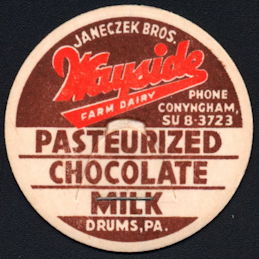 JANECZEK BROS.
Wayside
FARM DAIRY
PHONE
CONYNGHAM,
SU 8-3723
PASTEURIZED
CHOCOLATE
MILK
DRUMS, PA.